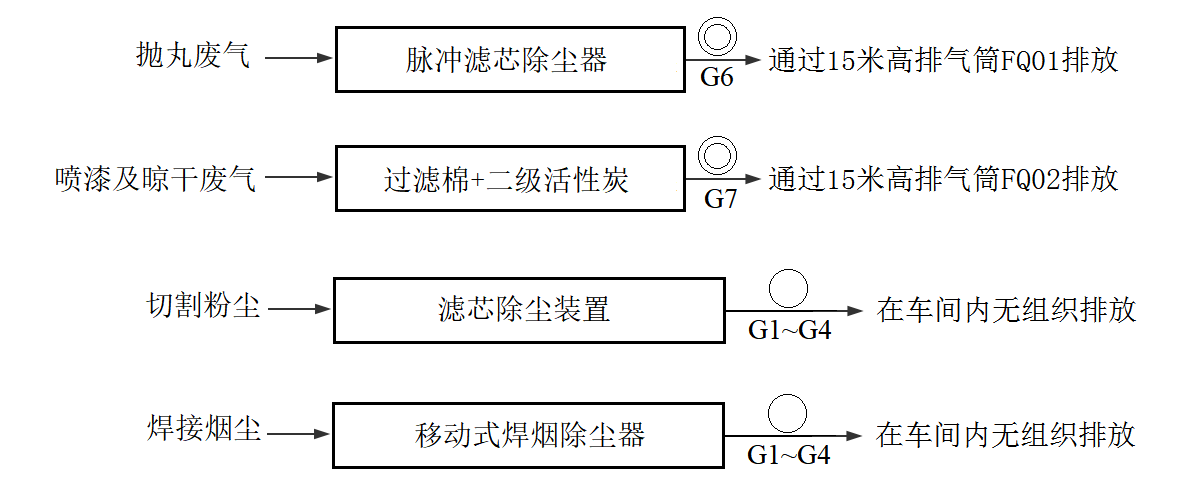 抛丸废气 脉冲滤芯除尘器 G6 通过15米高排气筒FQ01排放
喷漆及晾干废气 过滤棉+二级活性炭 G7 通过15米高排气筒FQ02排放
切割粉尘 滤芯除尘装置 G1~G4 在车间内无组织排放
焊接烟尘 移动式焊烟除尘器 G1~G4 在车间内无组织排放